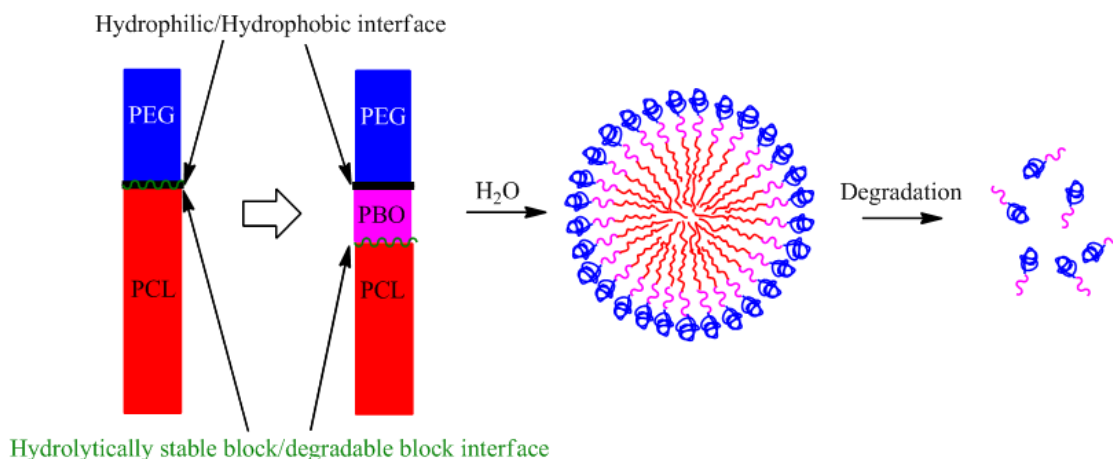 Hydrophilic/Hydrophobic interface
PEG
PEG
H₂O
Degradation
PBO
PCL
PCL
Hydrolytically stable block/degradable block interface